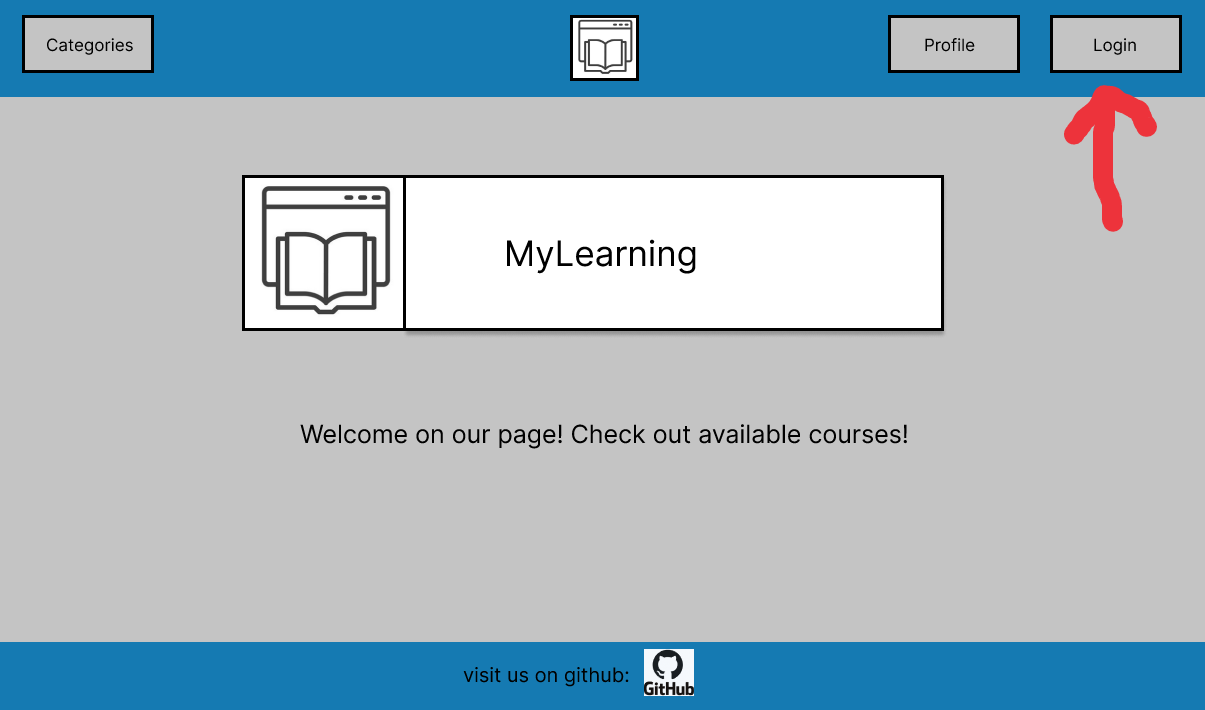 Categories
Profile
Login
MyLearning
Welcome on our page! Check out available courses!
visit us on github:
GitHub